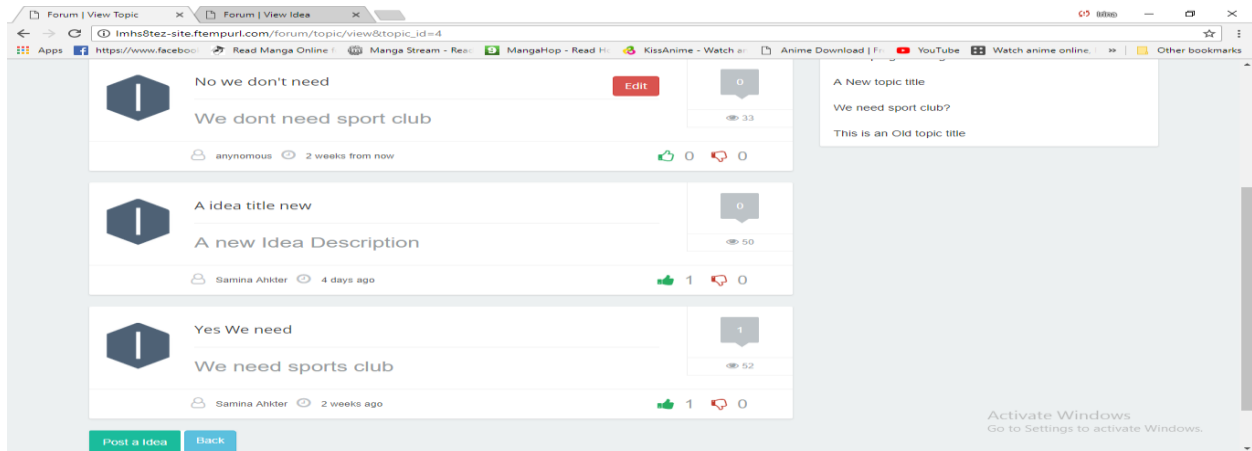 Forum | View Topic
Forum | View Idea
lmhs8tez-site.ftempurl.com/forum/topic/view&topic_id=4
Apps https://www.faceboo Read Manga Online Manga Stream - Rea 9 MangaHop - Read H KissAnime - Watch a Anime Download | Fr YouTube Watch anime online, » Other bookmarks
I
No we don't need
Edit
0
We dont need sport club
33
anynomous 2 weeks from now
0 0
A New topic title
We need sport club?
This is an Old topic title
I
A idea title new
0
A new Idea Description
50
Samina Ahkter 4 days ago
1 0
I
Yes We need
1
We need sports club
52
Samina Ahkter 2 weeks ago
1 0
Post a Idea
Back
Activate Windows
Go to Settings to activate Windows.